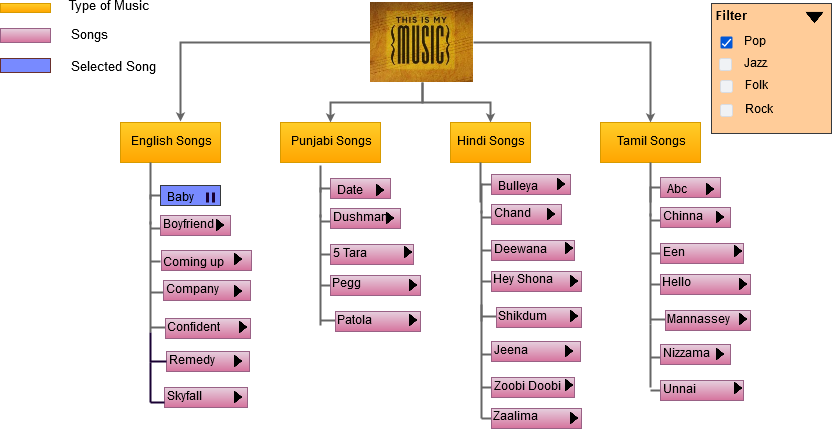 Type of Music
Songs
Selected Song
THIS IS MY
{MUSIC}
Filter
Pop
Jazz
Folk
Rock
English Songs
Baby
Boyfriend
Coming up
Company
Confident
Remedy
Skyfall
Punjabi Songs
Date
Dushman
5 Tara
Pegg
Patola
Hindi Songs
Bulleya
Chand
Deewana
Hey Shona
Shikdum
Jeena
Zoobi Doobi
Zaalima
Tamil Songs
Abc
Chinna
Een
Hello
Mannassey
Nizzama
Unnai